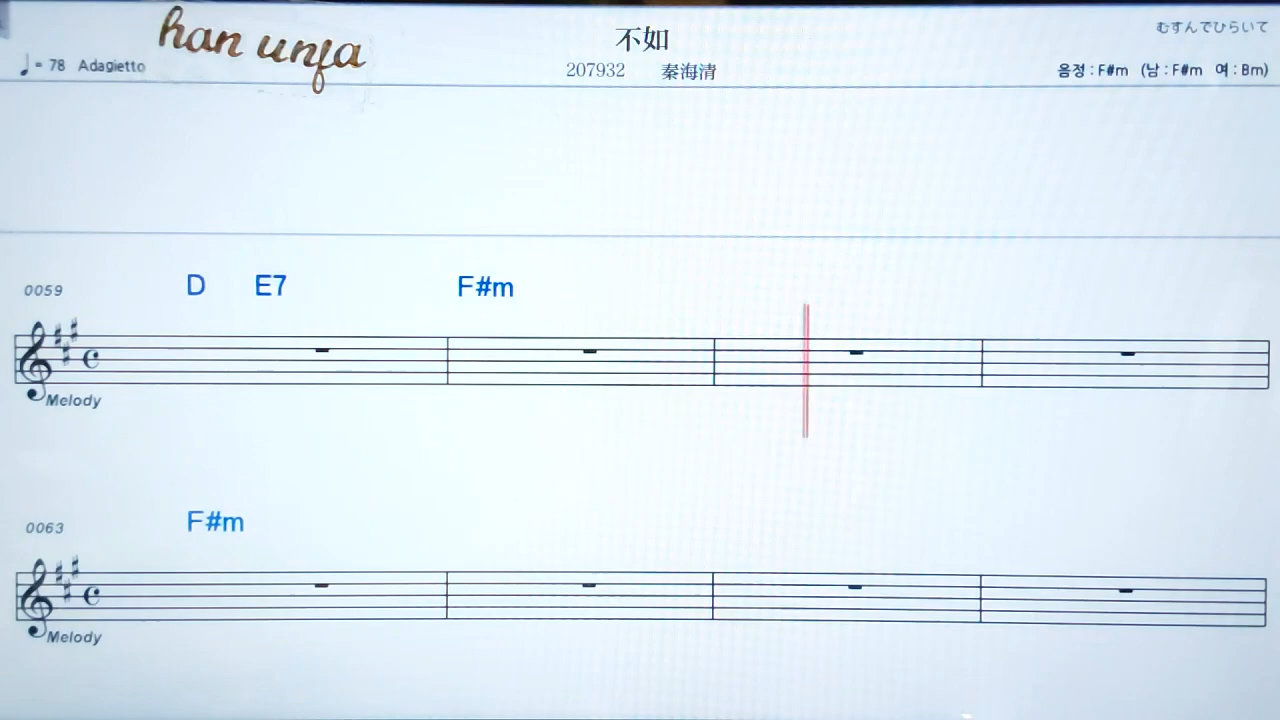 han unfa
不如
むすんでひらいて
♩= 78 Adagietto
207932 秦海清
음정 : F#m (남 : F#m 여 : Bm)
0059 D E7 F#m
Melody
0063 F#m
Melody